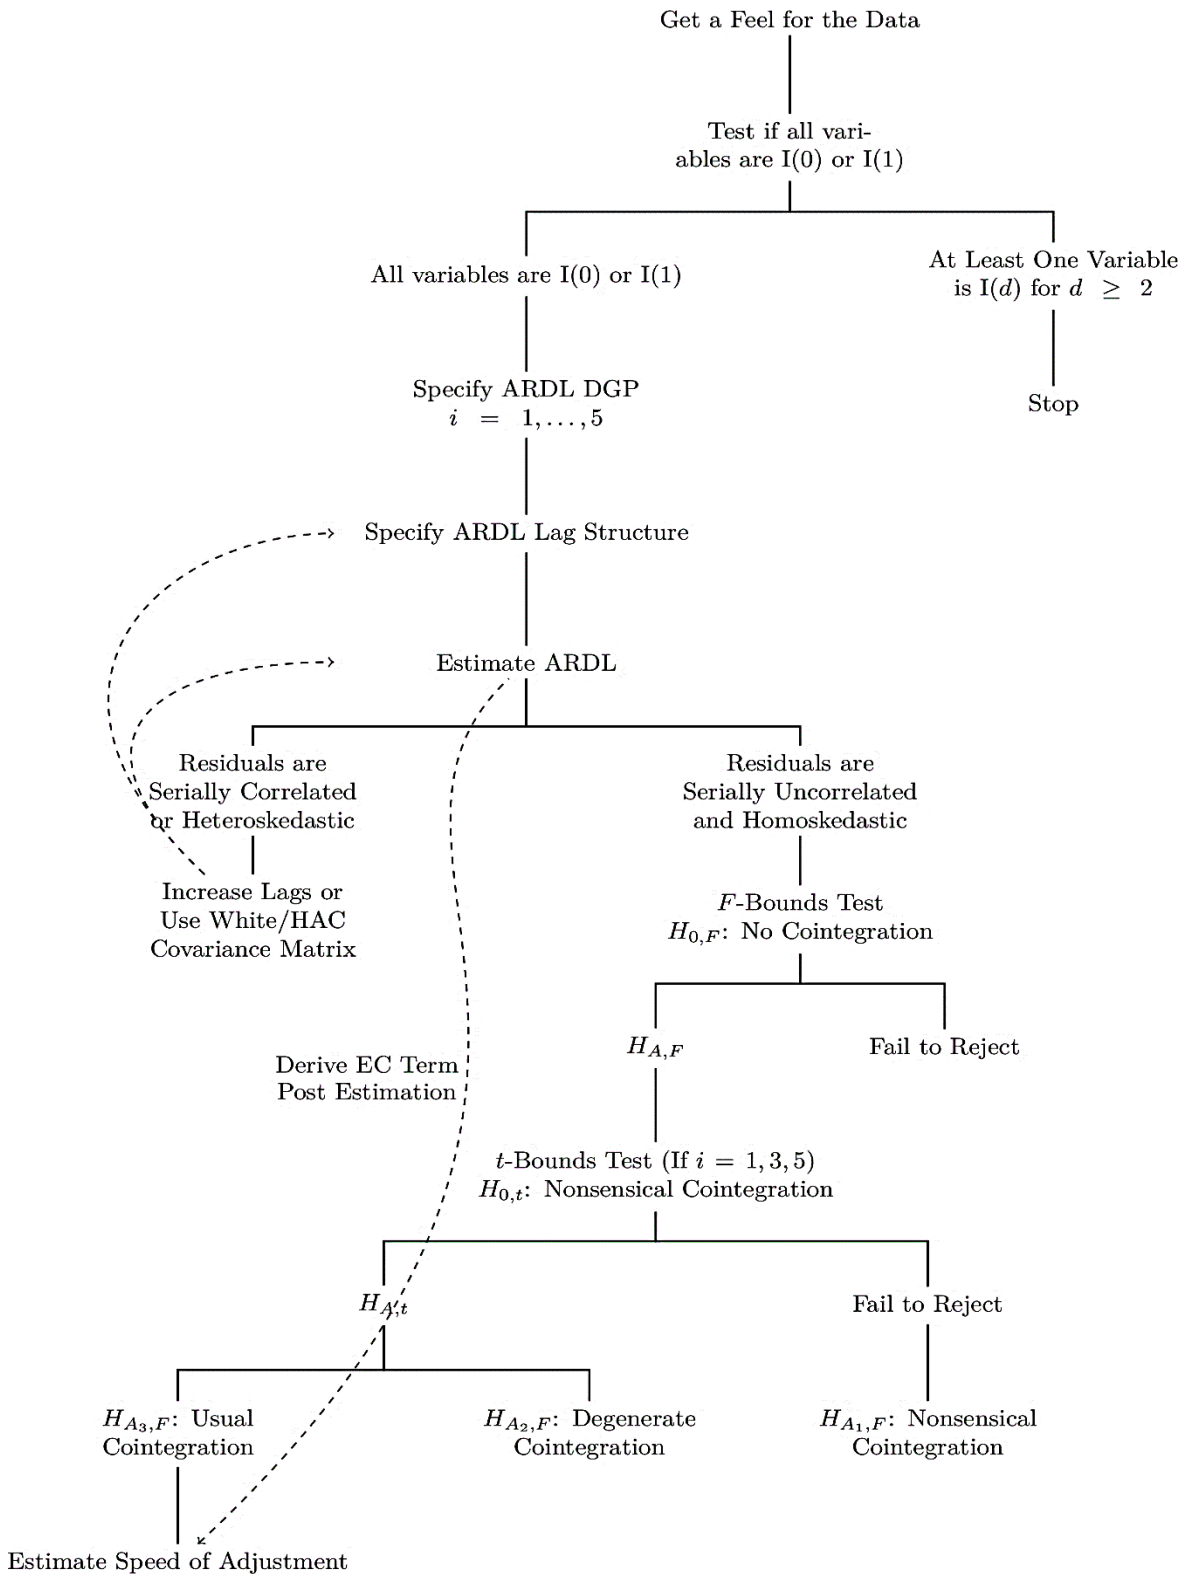 Get a Feel for the Data
Test if all vari-
ables are I(0) or I(1)
All variables are I(0) or I(1)
At Least One Variable
is I(d) for d ≥ 2
Specify ARDL DGP
i = 1, . . . , 5
Stop
Specify ARDL Lag Structure
Estimate ARDL
Residuals are
Serially Correlated
or Heteroskedastic
Residuals are
Serially Uncorrelated
and Homoskedastic
Increase Lags or
Use White/HAC
Covariance Matrix
F-Bounds Test
H0,F: No Cointegration
HA,F
Fail to Reject
Derive EC Term
Post Estimation
t-Bounds Test (If i = 1, 3, 5)
H0,t: Nonsensical Cointegration
HA,t
Fail to Reject
HA3,F: Usual
Cointegration
HA2,F: Degenerate
Cointegration
HA1,F: Nonsensical
Cointegration
Estimate Speed of Adjustment